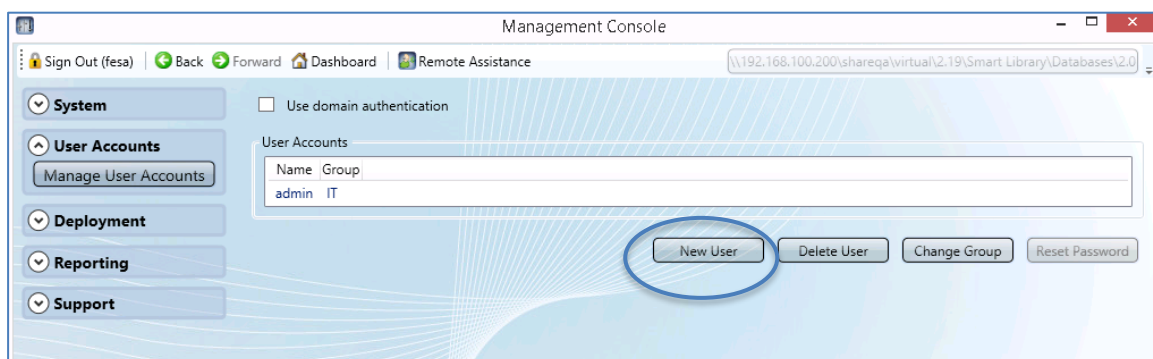 Management Console
Sign Out (fesa) Back Forward Dashboard Remote Assistance \\192.168.100.200\shareqa\virtual\2.19\Smart Library\Databases\2.0
System
Use domain authentication
User Accounts
User Accounts
Name Group
Manage User Accounts
admin IT
Deployment
New User Delete User Change Group Reset Password
Reporting
Support